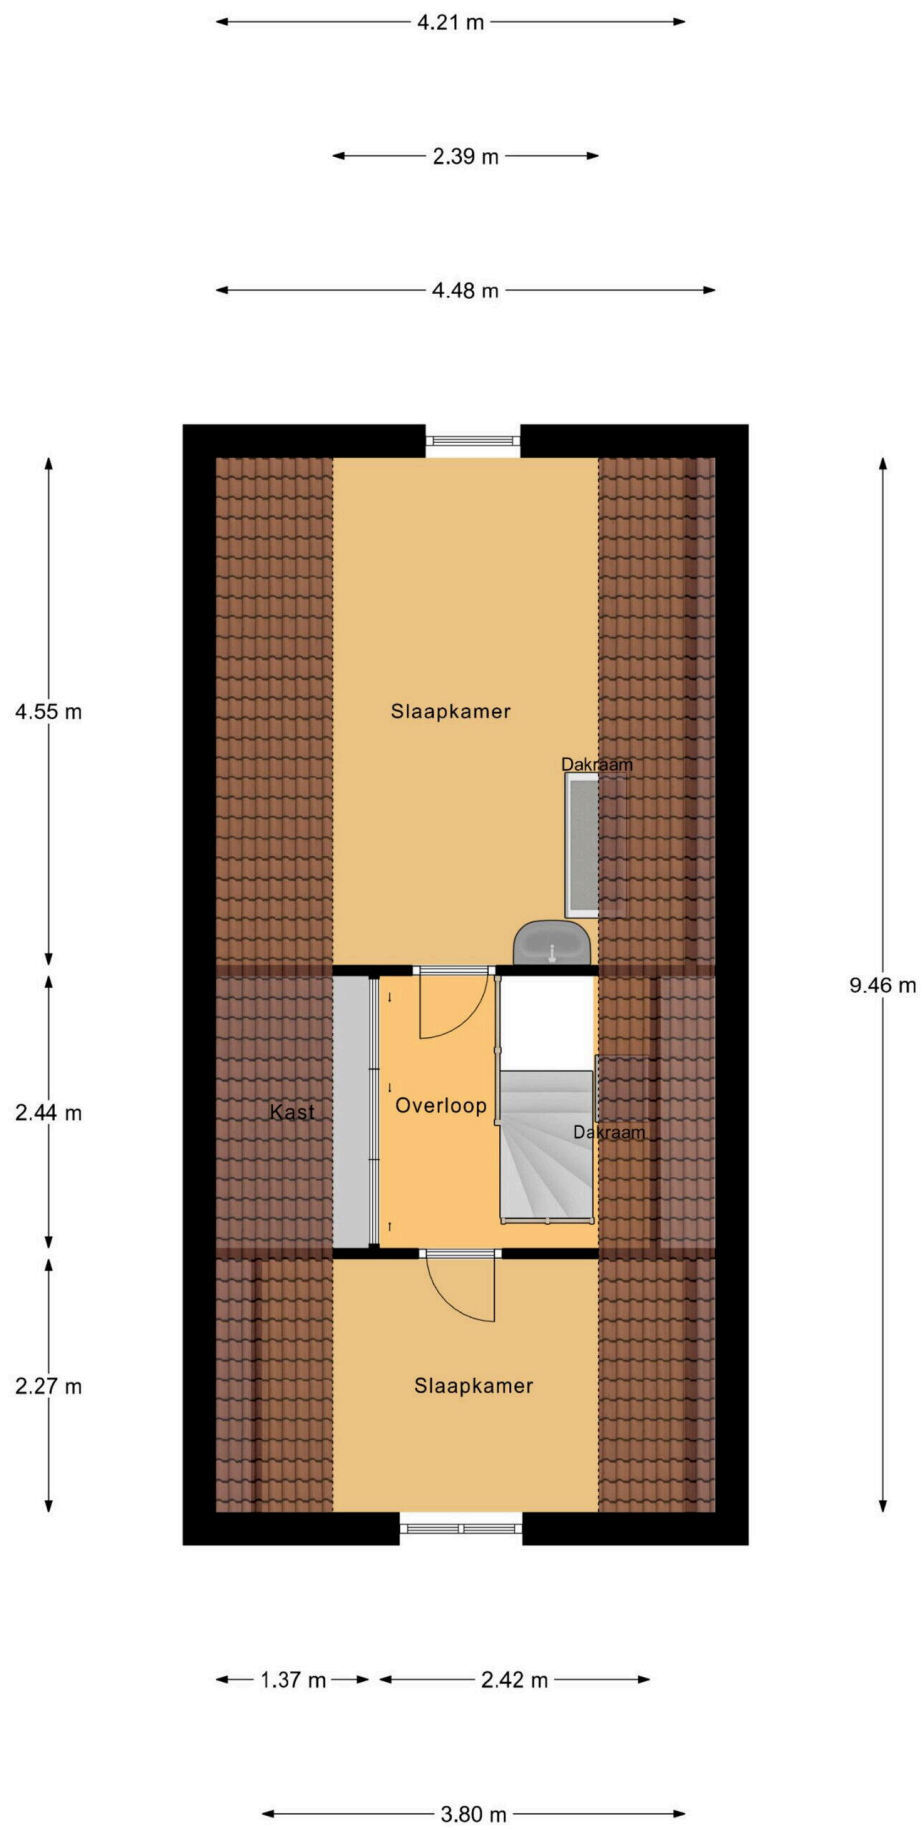 4.21 m
2.39 m
4.48 m
4.55 m
Slaapkamer
Dakraam
9.46 m
2.44 m
Kast
Overloop
Dakraam
2.27 m
Slaapkamer
1.37 m
2.42 m
3.80 m